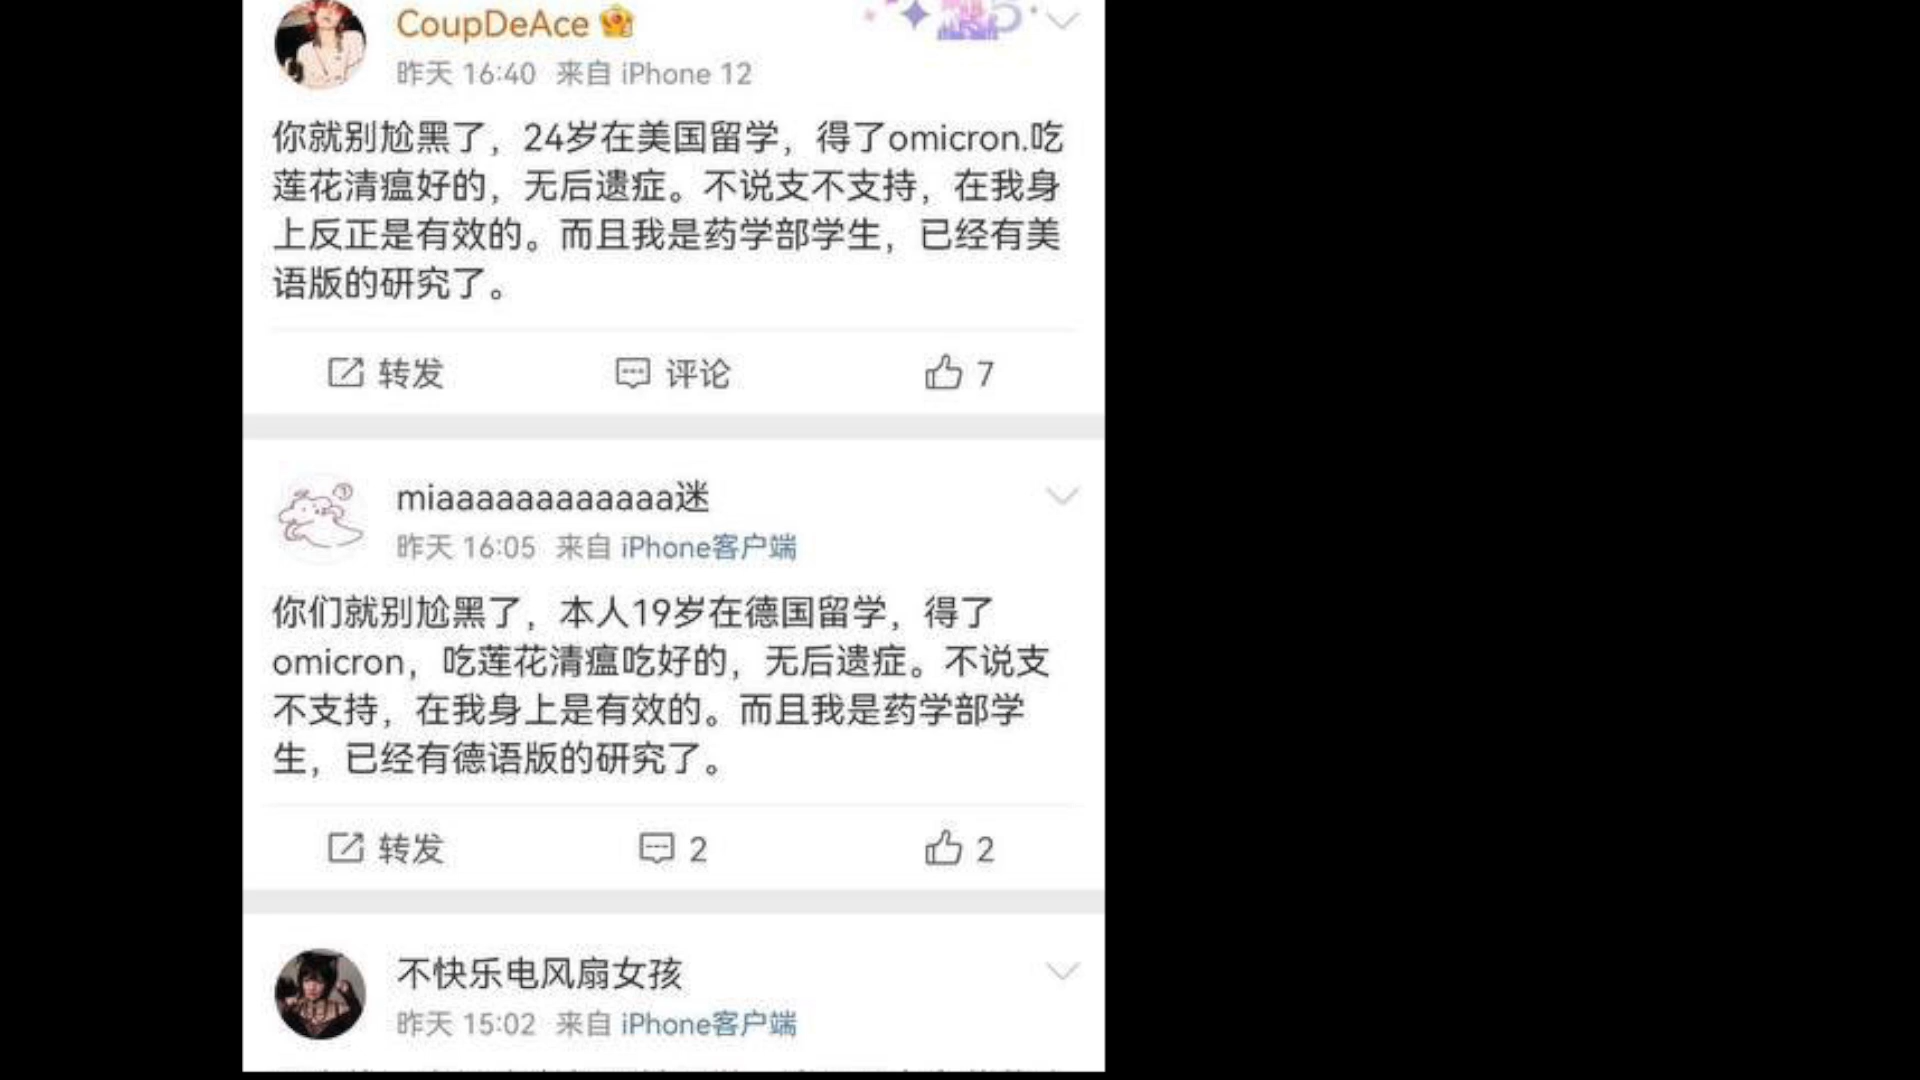 CoupDeAce
昨天 16:40 来自 iPhone 12
你就别尬黑了，24岁在美国留学，得了omicron.吃
莲花清瘟好的，无后遗症。不说支不支持，在我身
上反正是有效的。而且我是药学部学生，已经有美
语版的研究了。
转发 评论 7
miaaaaaaaaaaaa迷
昨天 16:05 来自 iPhone客户端
你们就别尬黑了，本人19岁在德国留学，得了
omicron，吃莲花清瘟吃好的，无后遗症。不说支
不支持，在我身上是有效的。而且我是药学部学
生，已经有德语版的研究了。
转发 2 2
不快乐电风扇女孩
昨天 15:02 来自 iPhone客户端